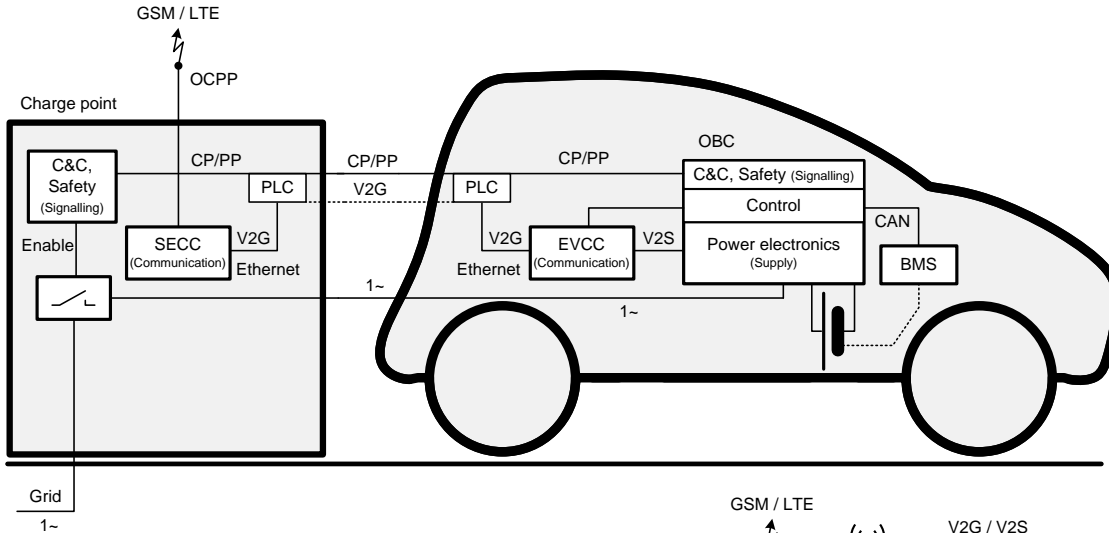 GSM / LTE
OCPP
Charge point
OBC
C&C,
Safety
(Signalling)
CP/PP
CP/PP
CP/PP
PLC
V2G
PLC
C&C, Safety (Signalling)
Control
CAN
Enable
SECC
(Communication)
V2G
Ethernet
V2G
Ethernet
EVCC
(Communication)
V2S
Power electronics
(Supply)
BMS
1~
1~
Grid
1~
GSM / LTE
V2G / V2S